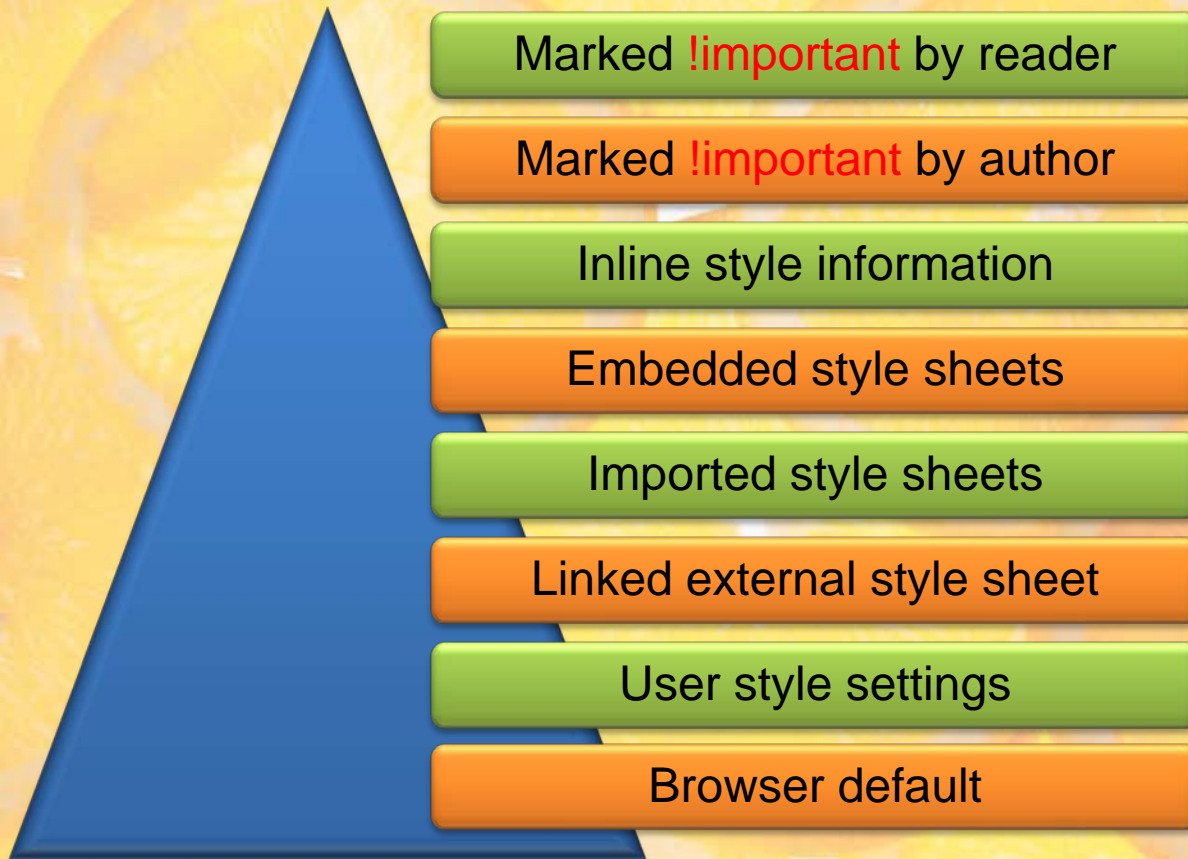 Marked !important by reader
Marked !important by author
Inline style information
Embedded style sheets
Imported style sheets
Linked external style sheet
User style settings
Browser default